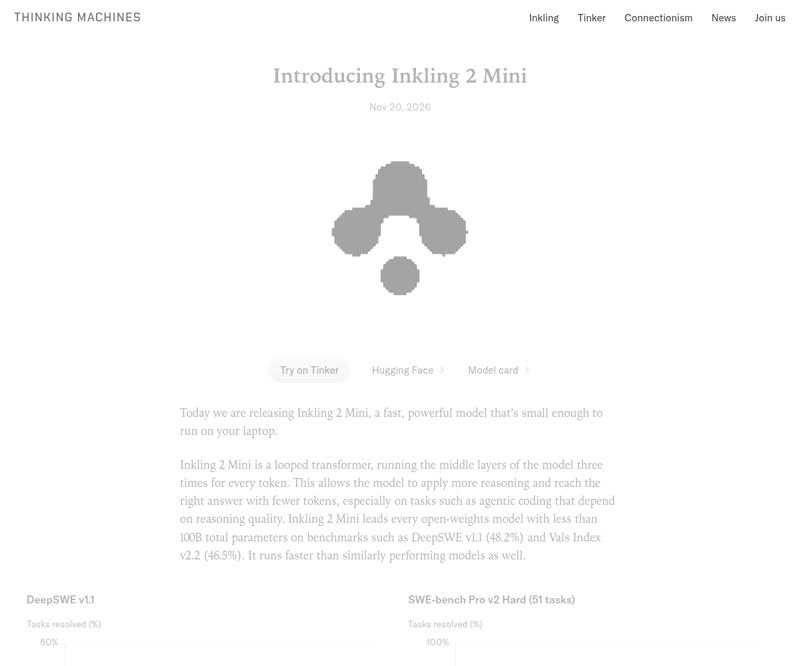 THINKING MACHINES
Inkling
Tinker
Connectionism
News
Join us
Introducing Inkling 2 Mini
Nov 20, 2026
Try on Tinker
Hugging Face
Model card
Today we are releasing Inkling 2 Mini, a fast, powerful model that's small enough to
run on your laptop.
Inkling 2 Mini is a looped transformer, running the middle layers of the model three
times for every token. This allows the model to apply more reasoning and reach the
right answer with fewer tokens, especially on tasks such as agentic coding that depend
on reasoning quality. Inkling 2 Mini leads every open-weights model with less than
100B total parameters on benchmarks such as DeepSWE v1.1 (48.2%) and Vals Index
v2.2 (46.5%). It runs faster than similarly performing models as well.
DeepSWE v1.1
Tasks resolved (%)
60%
SWE-bench Pro v2 Hard (51 tasks)
Tasks resolved (%)
100%